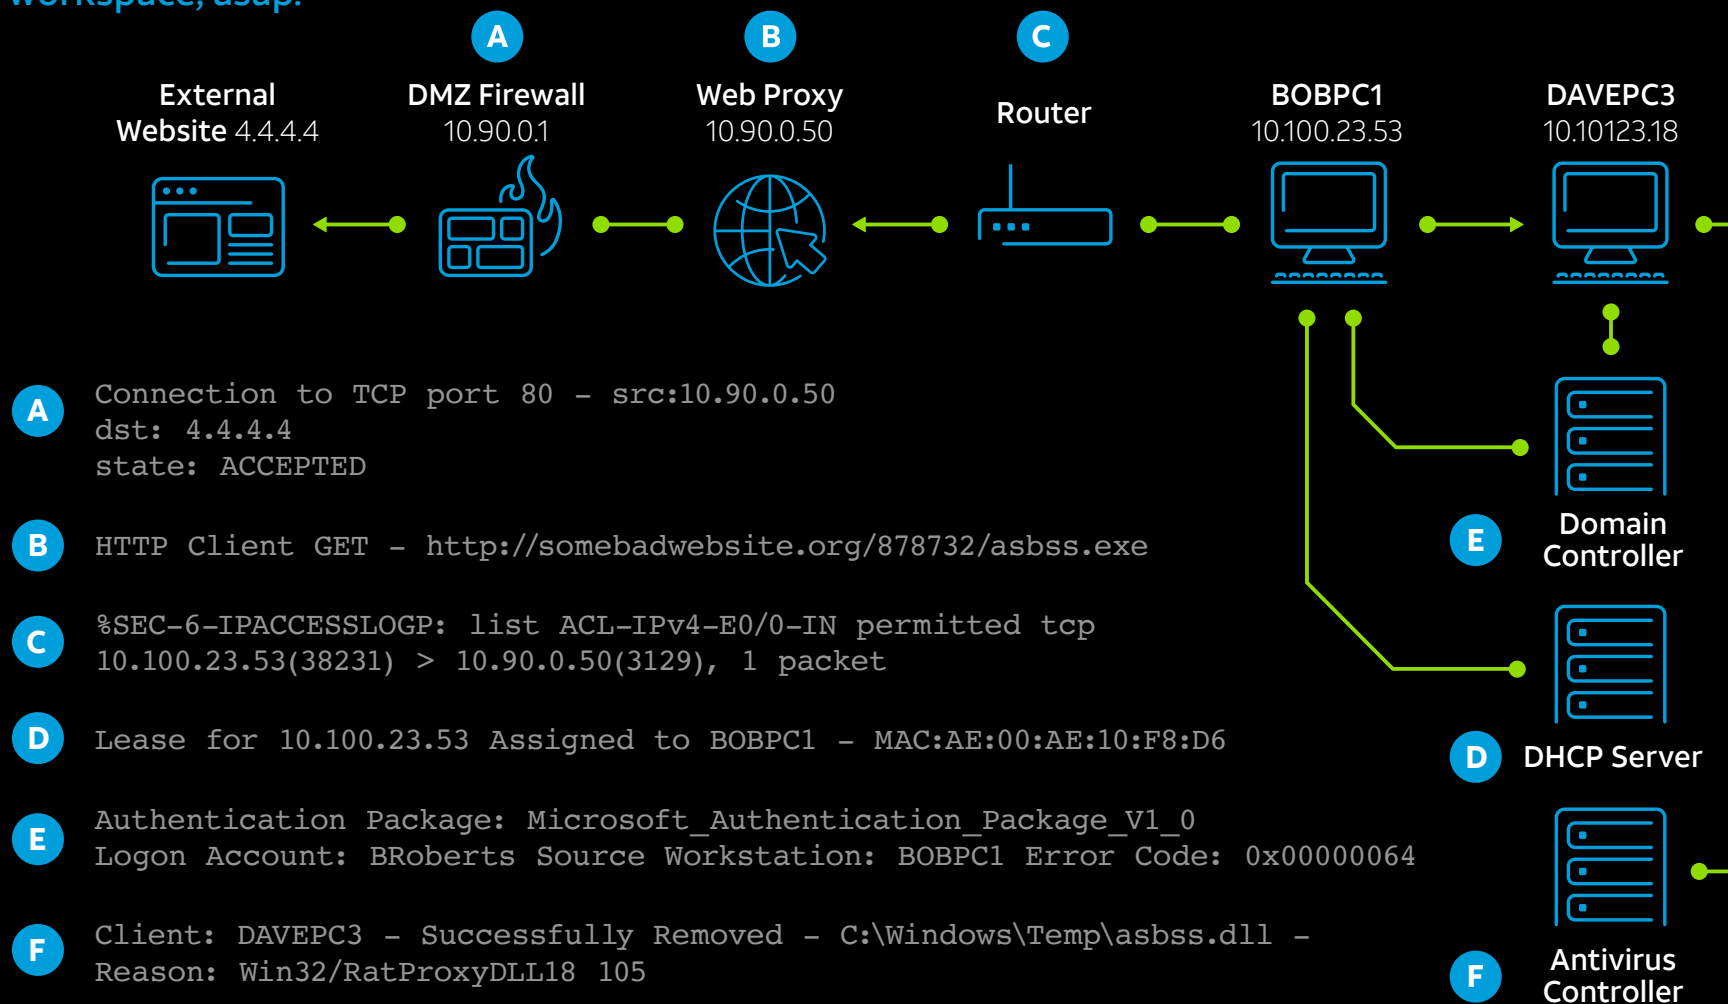 workspace, asap.
A
B
C
External
Website 4.4.4.4
DMZ Firewall
10.90.0.1
Web Proxy
10.90.0.50
Router
BOBPC1
10.100.23.53
DAVEPC3
10.10123.18
A
Connection to TCP port 80 – src:10.90.0.50
dst: 4.4.4.4
state: ACCEPTED
B
HTTP Client GET – http://somebadwebsite.org/878732/asbss.exe
C
%SEC–6–IPACCESSLOGP: list ACL–IPv4–E0/0–IN permitted tcp
10.100.23.53(38231) > 10.90.0.50(3129), 1 packet
D
Lease for 10.100.23.53 Assigned to BOBPC1 – MAC:AE:00:AE:10:F8:D6
E
Authentication Package: Microsoft_Authentication_Package_V1_0
Logon Account: BRoberts Source Workstation: BOBPC1 Error Code: 0x00000064
F
Client: DAVEPC3 – Successfully Removed – C:\Windows\Temp\asbss.dll –
Reason: Win32/RatProxyDLL18 105
E
Domain
Controller
D
DHCP Server
F
Antivirus
Controller